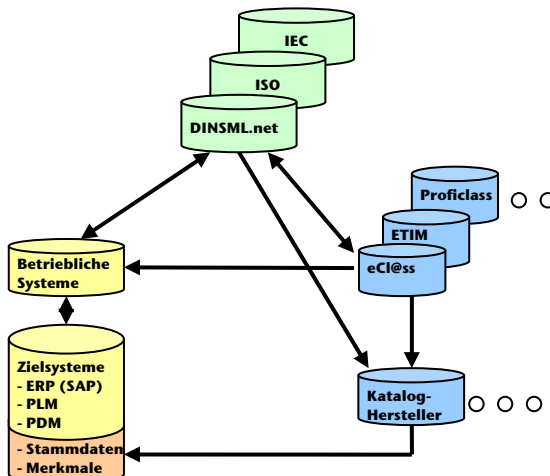 IEC
ISO
DINSML.net
Proficlass
ETIM
eCl@ss
Betriebliche
Systeme
Zielsysteme
- ERP (SAP)
- PLM
- PDM
- Stammdaten
- Merkmale
Katalog-
Hersteller